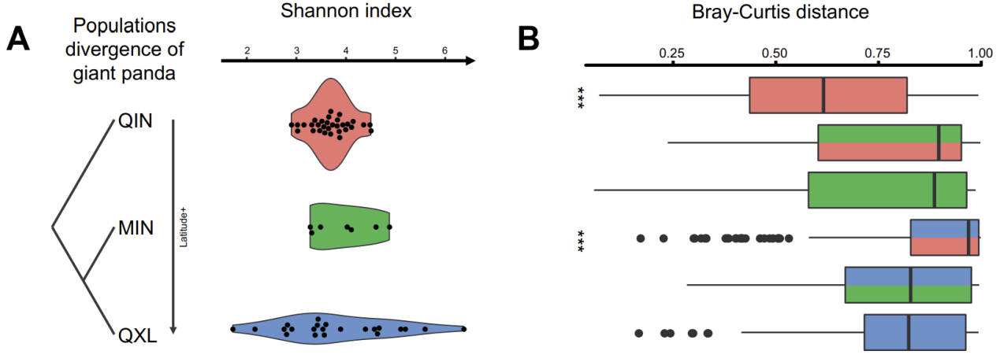 A
Populations
divergence of
giant panda
Shannon index
2 3 4 5 6
QIN
MIN
QXL
Latitude+
B
Bray-Curtis distance
0.25 0.50 0.75 1.00
***
***